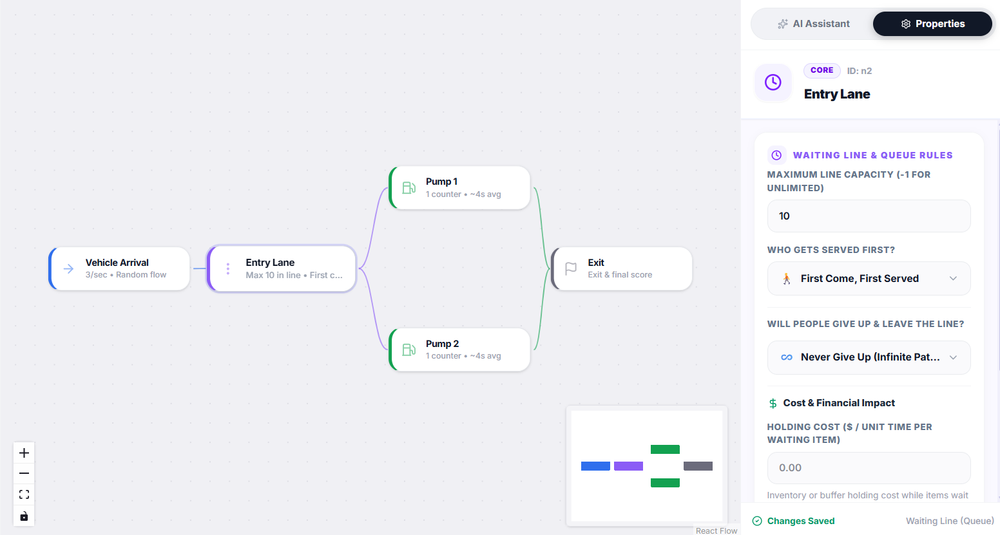 AI Assistant
Properties
CORE
ID: n2
Entry Lane
WAITING LINE & QUEUE RULES
MAXIMUM LINE CAPACITY (-1 FOR
UNLIMITED)
10
WHO GETS SERVED FIRST?
First Come, First Served
WILL PEOPLE GIVE UP & LEAVE THE LINE?
Never Give Up (Infinite Pat...
Cost & Financial Impact
HOLDING COST ($ / UNIT TIME PER
WAITING ITEM)
0.00
Inventory or buffer holding cost while items wait
Changes Saved
Waiting Line (Queue)
Vehicle Arrival
3/sec • Random flow
Entry Lane
Max 10 in line • First c...
Pump 1
1 counter • ~4s avg
Pump 2
1 counter • ~4s avg
Exit
Exit & final score
React Flow